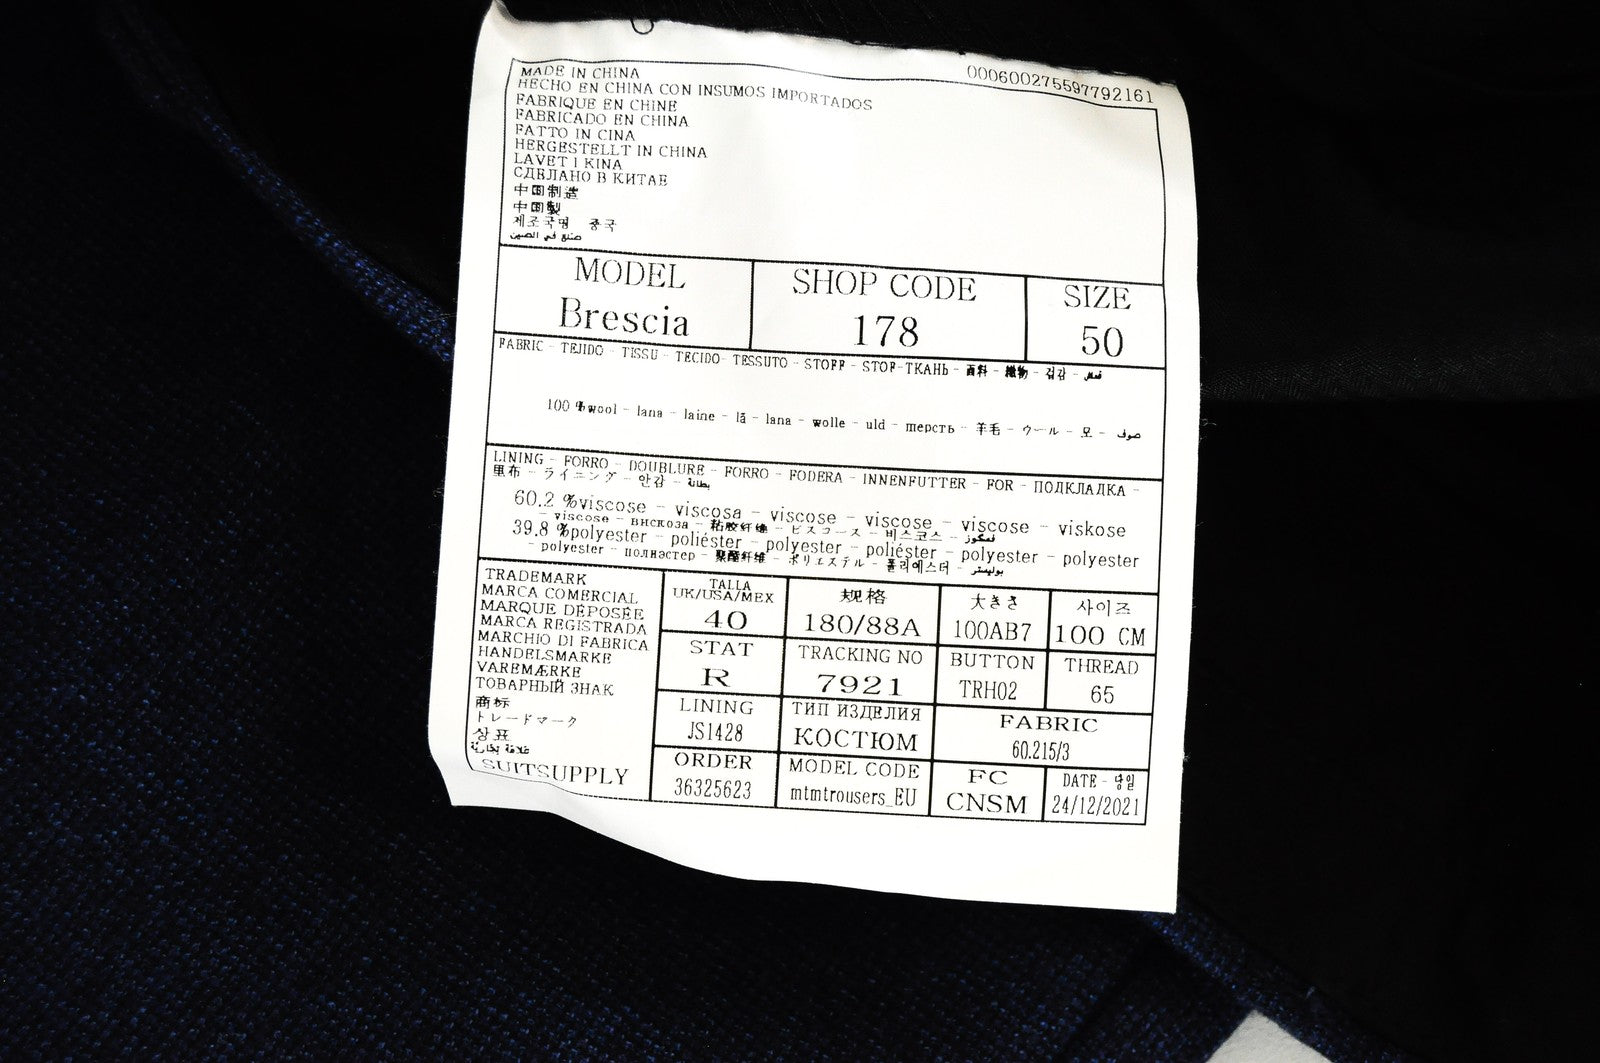 000600275597792161
MADE IN CHINA
HECHO EN CHINA CON INSUMOS IMPORTADOS
FABRIQUE EN CHINE
FABRICADO EN CHINA
FATTO IN CINA
HERGESTELLT IN CHINA
LAVET I KINA
СДЕЛАНО В КИТАЕ
中国制造
中国製
제조국명 중국
صنع في الصين
MODEL
Brescia
SHOP CODE
178
SIZE
50
FABRIC - TEJIDO - TISSU - TECIDO- TESSUTO - STOFF - STOF-ТКАНЬ - 面料 - 織物 - 겉감 -
100 %wool - lana - laine - lã - lana - wolle - uld - шерсть - 羊毛 - ウール - 모 - صوف
LINING - FORRO - DOUBLURE - FORRO - FODERA - INNENFUTTER - FOR - ПОДКЛАДКА -
里布 - ライニング - 안감 - بطانة
60.2 %viscose - viscosa - viscose - viscose - viscose - viskose
- viscose - вискоза - 粘胶纤维 - ビスコース - 비스코스 -
39.8 %polyester - poliéster - polyester - poliéster - polyester - polyester
- polyester - полиэстер - 聚酯纤维 - ポリエステル - 폴리에스터 - بوليستر
TRADEMARK
MARCA COMERCIAL
MARQUE DÉPOSÉE
MARCA REGISTRADA
MARCHIO DI FABRICA
HANDELSMARKE
VAREMÆRKE
ТОВАРНЫЙ ЗНАК
商标
トレードマーク
상표
علامة تجارية
SUITSUPPLY
TALLA
UK/USA/MEX
40
规格
180/88A
大きさ
100AB7
사이즈
100 CM
STAT
R
TRACKING NO
7921
BUTTON
TRH02
THREAD
65
LINING
JS1428
ТИП ИЗДЕЛИЯ
КОСТЮМ
FABRIC
60.215/3
ORDER
36325623
MODEL CODE
mtmtrousers_EU
FC
CNSM
DATE -
24/12/2021